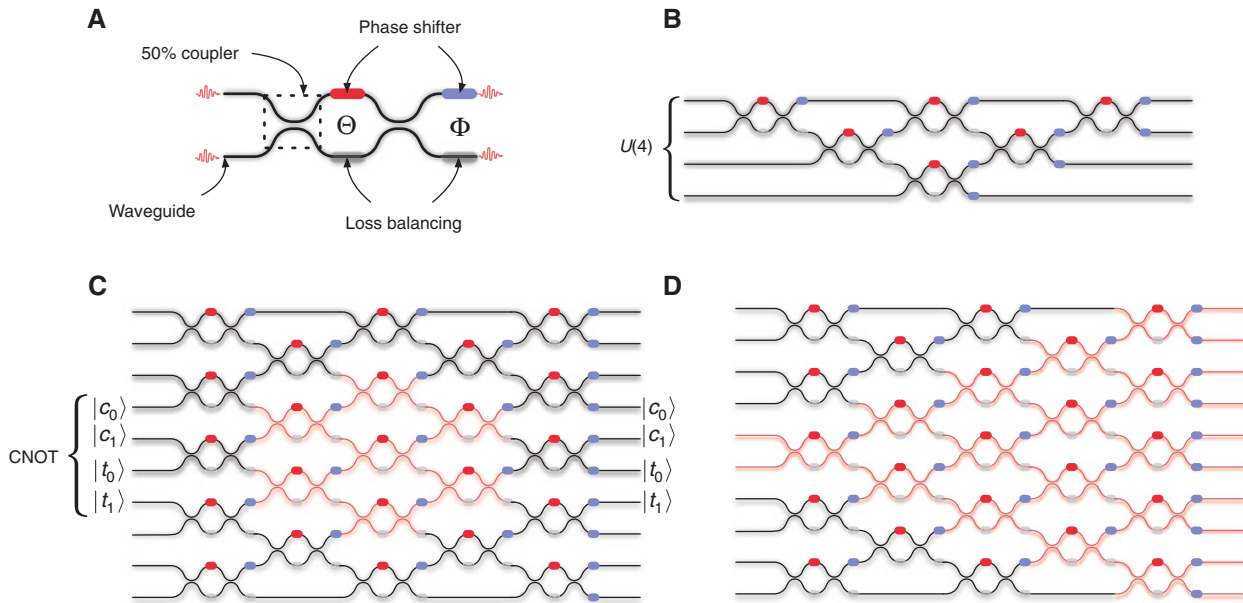 A
Phase shifter
50% coupler
Θ
Φ
Waveguide
Loss balancing
B
U(4)
C
CNOT
|c₀⟩
|c₁⟩
|t₀⟩
|t₁⟩
|c₀⟩
|c₁⟩
|t₀⟩
|t₁⟩
D